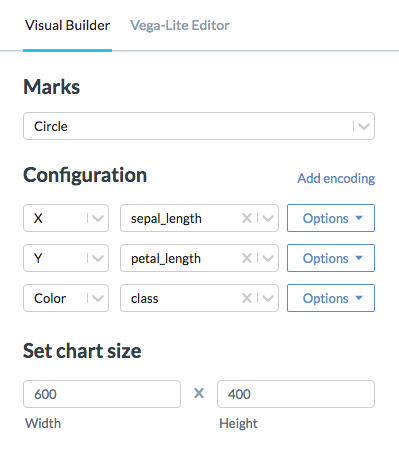 Visual Builder Vega-Lite Editor
Marks
Circle
Configuration Add encoding
X sepal_length Options
Y petal_length Options
Color class Options
Set chart size
600 × 400
Width Height